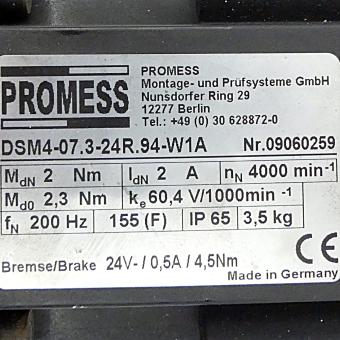 PROMESS
PROMESS
Montage- und Prüfsysteme GmbH
Nunsdorfer Ring 29
12277 Berlin
Tel.: +49 (0) 30 628872-0
DSM4-07.3-24R.94-W1A Nr.09060259
MdN 2 Nm IdN 2 A nN 4000 min-1
Md0 2,3 Nm ke 60,4 V/1000min-1
fN 200 Hz 155 (F) IP 65 3,5 kg
Bremse/Brake 24V- / 0,5A / 4,5Nm
CE
Made in Germany